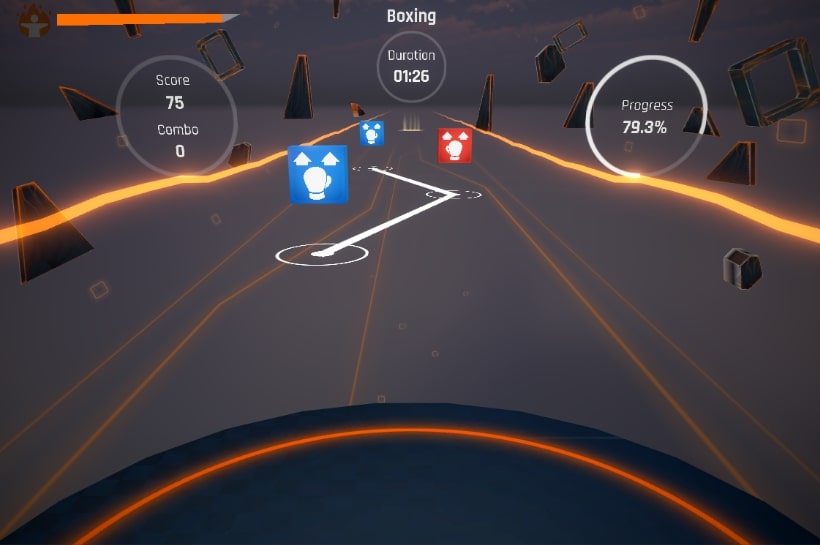 Boxing
Duration
01:26
Score
75
Combo
0
Progress
79.3%